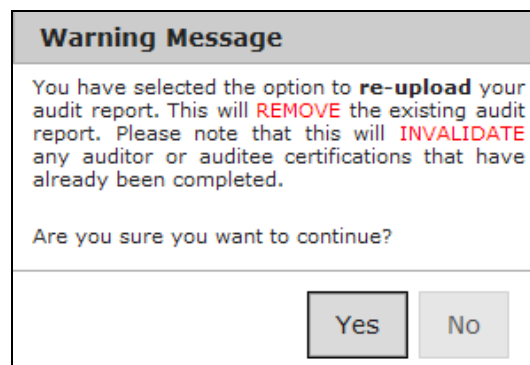 Warning Message
You have selected the option to re-upload your
audit report. This will REMOVE the existing audit
report. Please note that this will INVALIDATE
any auditor or auditee certifications that have
already been completed.
Are you sure you want to continue?
Yes No